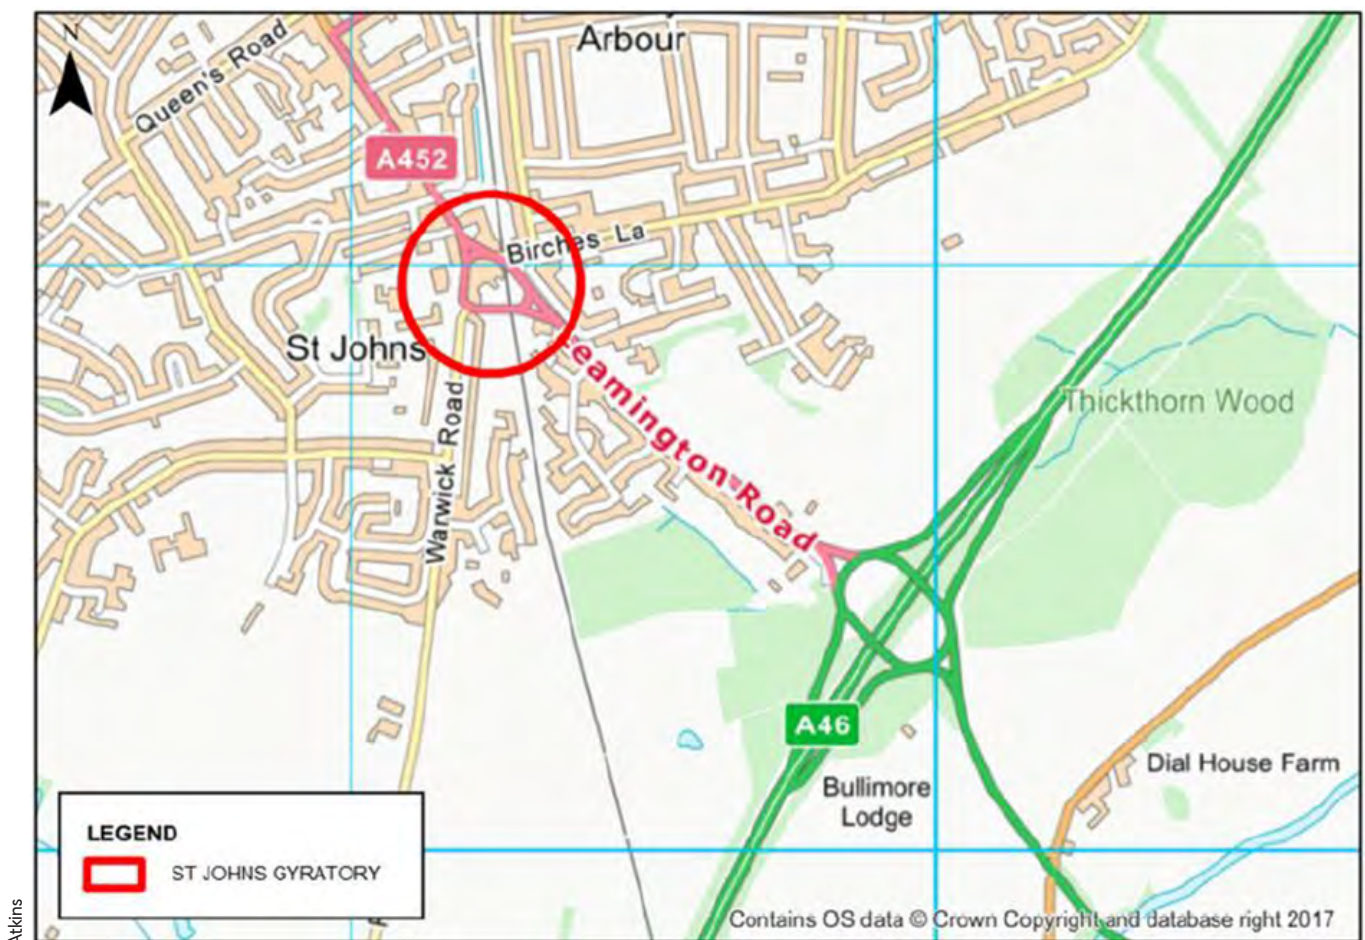 N
Arbour
Queen's Road
A452
Birches La
St Johns
Thickthorn Wood
eamington Road
Warwick Road
A46
Dial House Farm
Bullimore
Lodge
LEGEND
ST JOHNS GYRATORY
Contains OS data © Crown Copyright and database right 2017
Atkins